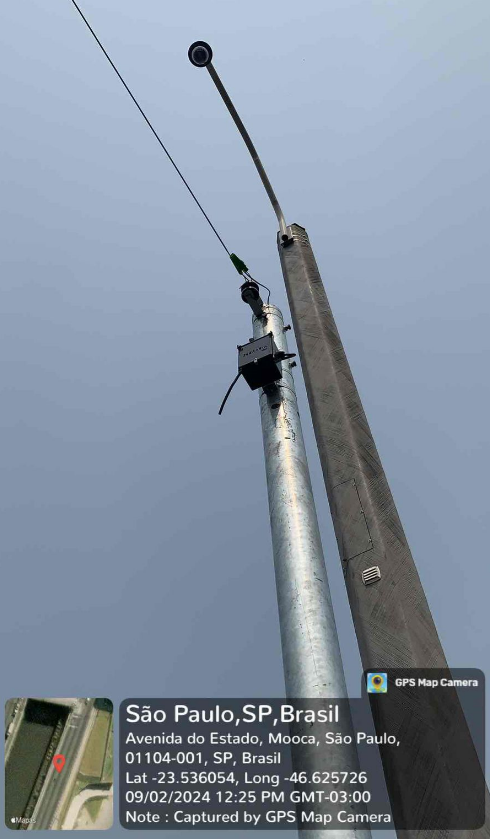 GPS Map Camera
São Paulo,SP,Brasil
Avenida do Estado, Mooca, São Paulo,
01104-001, SP, Brasil
Lat -23.536054, Long -46.625726
09/02/2024 12:25 PM GMT-03:00
Note : Captured by GPS Map Camera
Mapas